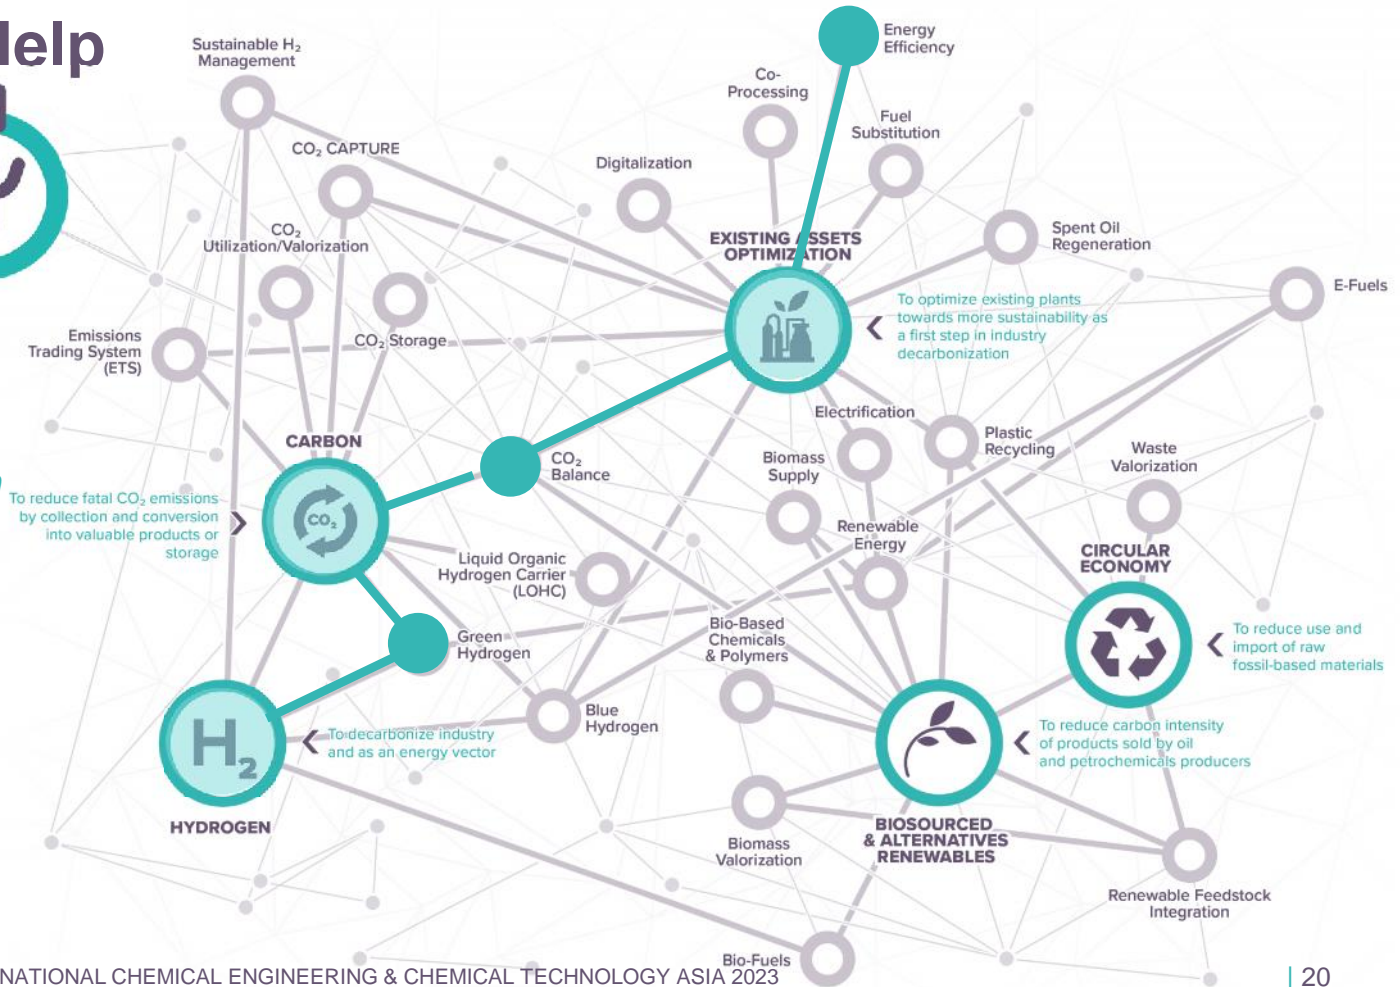 Energy
Efficiency
Sustainable H₂
Management
Co-
Processing
Fuel
Substitution
CO₂ CAPTURE
Digitalization
CO₂
Utilization/Valorization
EXISTING ASSETS
OPTIMIZATION
Spent Oil
Regeneration
E-Fuels
To optimize existing plants
towards more sustainability as
a first step in industry
decarbonization
Emissions
Trading System
(ETS)
CO₂ Storage
Electrification
CARBON
CO₂
Balance
Biomass
Supply
Plastic
Recycling
Waste
Valorization
To reduce fatal CO₂ emissions
by collection and conversion
into valuable products or
storage
CO₂
Renewable
Energy
Liquid Organic
Hydrogen Carrier
(LOHC)
CIRCULAR
ECONOMY
Green
Hydrogen
Bio-Based
Chemicals
& Polymers
To reduce use and
import of raw
fossil-based materials
H₂
To decarbonize industry
and as an energy vector
Blue
Hydrogen
To reduce carbon intensity
of products sold by oil
and petrochemicals producers
HYDROGEN
Biomass
Valorization
BIOSOURCED
& ALTERNATIVES
RENEWABLES
Renewable Feedstock
Integration
Bio-Fuels
CHEMICAL ENGINEERING & CHEMICAL TECHNOLOGY ASIA 2023
| 20